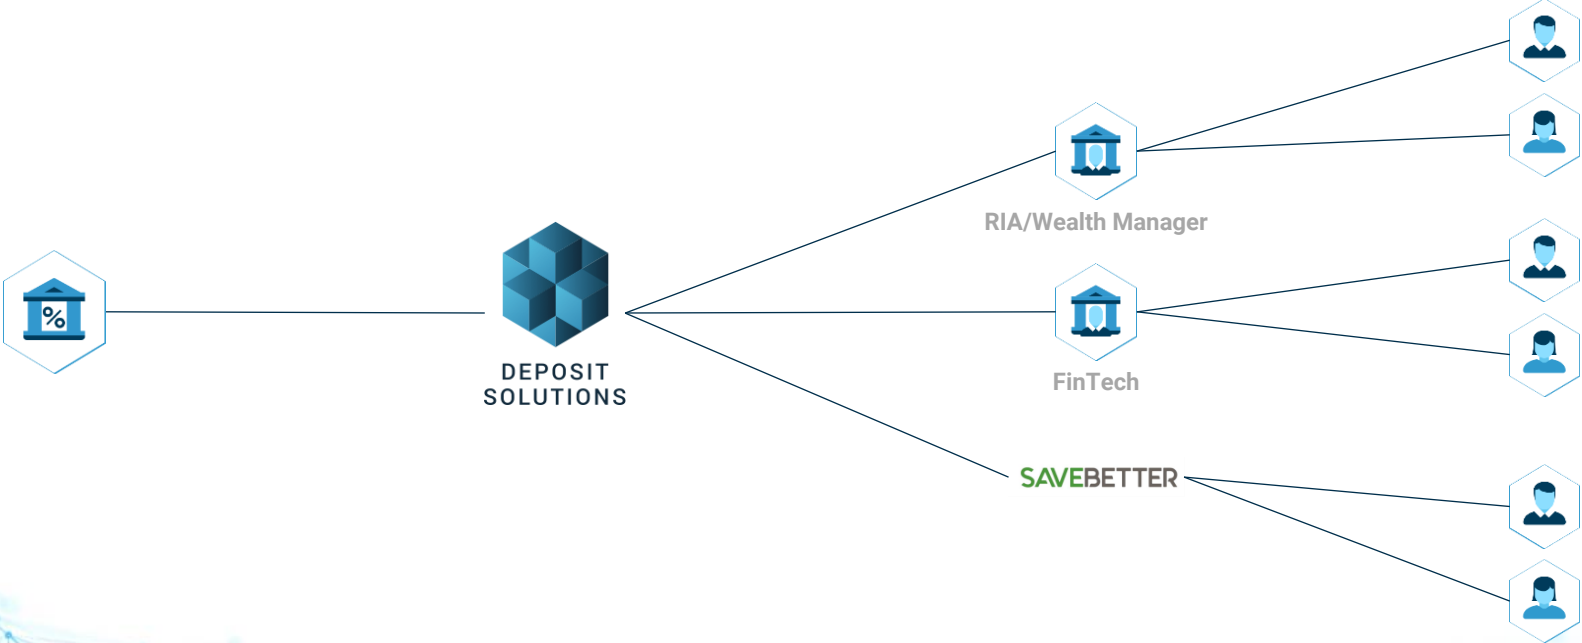 %
RIA/Wealth Manager
DEPOSIT
SOLUTIONS
FinTech
SAVEBETTER